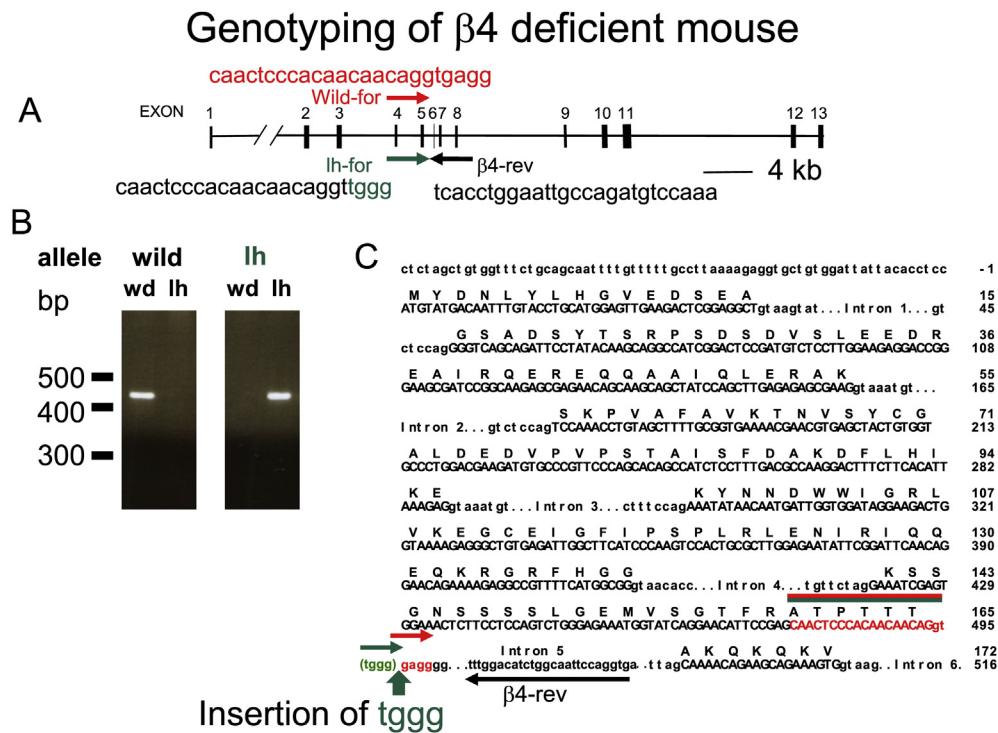 Genotyping of β4 deficient mouse
caactcccacaacaacaggtgagg
Wild-for
A
EXON 1 2 3 4 5 6 7 8 9 10 11 12 13
lh-for
β4-rev
4 kb
caactcccacaacaacaggttggg
tcacctggaattgccagatgtccaaa
B
allele wild lh
bp wd lh wd lh
500
400
300
C
ctctagctgtggtttctgcagcaattttgtttttgccttaaaagaggtgctgtggattattacacctcc -1
M Y D N L Y L H G V E D S E A 15
ATGTATGACAATTTGTACCTGCATGGAGTTGAAGACTCGGAGGCTgtaagtat...Intron 1...gt 45
G S A D S Y T S R P S D S D V S L E E D R 36
ctccagGGGTCAGCAGATTCCTATACAAGCAGGCCATCGGACTCCGATGTCTCCTTGGAAGAGGACCGG 108
E A I R Q E R E Q Q A A I Q L E R A K 55
GAAGCGATCCGGCAAGAGCGAGAACAGCAAGCAGCTATCCAGCTTGAGAGAGCGAAGgtaaatgt... 165
S K P V A F A V K T N V S Y C G 71
Intron 2...gtctccagTCCAAACCTGTAGCTTTTGCGGTGAAAACGAACGTGAGCTACTGTGGT 213
A L D E D V P V P S T A I S F D A K D F L H I 94
GCCCTGGACGAAGATGTGCCCGTTCCCAGCACAGCCATCTCCTTTGACGCCAAGGACTTTCTTCACATT 282
K E K Y N N D W W I G R L 107
AAAGAGgtaaatgt...Intron 3...ctttccagAAATATAACAATGATTGGTGGATAGGAAGACTG 321
V K E G C E I G F I P S P L R L E N I R I Q Q 130
GTAAAAGAGGGCTGTGAGATTGGCTTCATCCCAAGTCCACTGCGCTTGGAGAATATTCGGATTCAACAG 390
E Q K R G R F H G G K S S 143
GAACAGAAAAGAGGCCGTTTTCATGGCGGgtaacacc...Intron 4...tgttctagGAAATCGAGT 429
G N S S S S L G E M V S G T F R A T P T T T 165
GGAAACTCTTCCTCCAGTCTGGGAGAAATGGTATCAGGAACATTCCGAGCAACTCCCACAACAACAGgt 495
Intron 5 A K Q K Q K V 172
(tggg) gagggg...tttggacatctggcaattccaggtga..ttagCAAAACAGAAGCAGAAAGTGgtaag..Intron 6. 516
β4-rev
Insertion of tggg